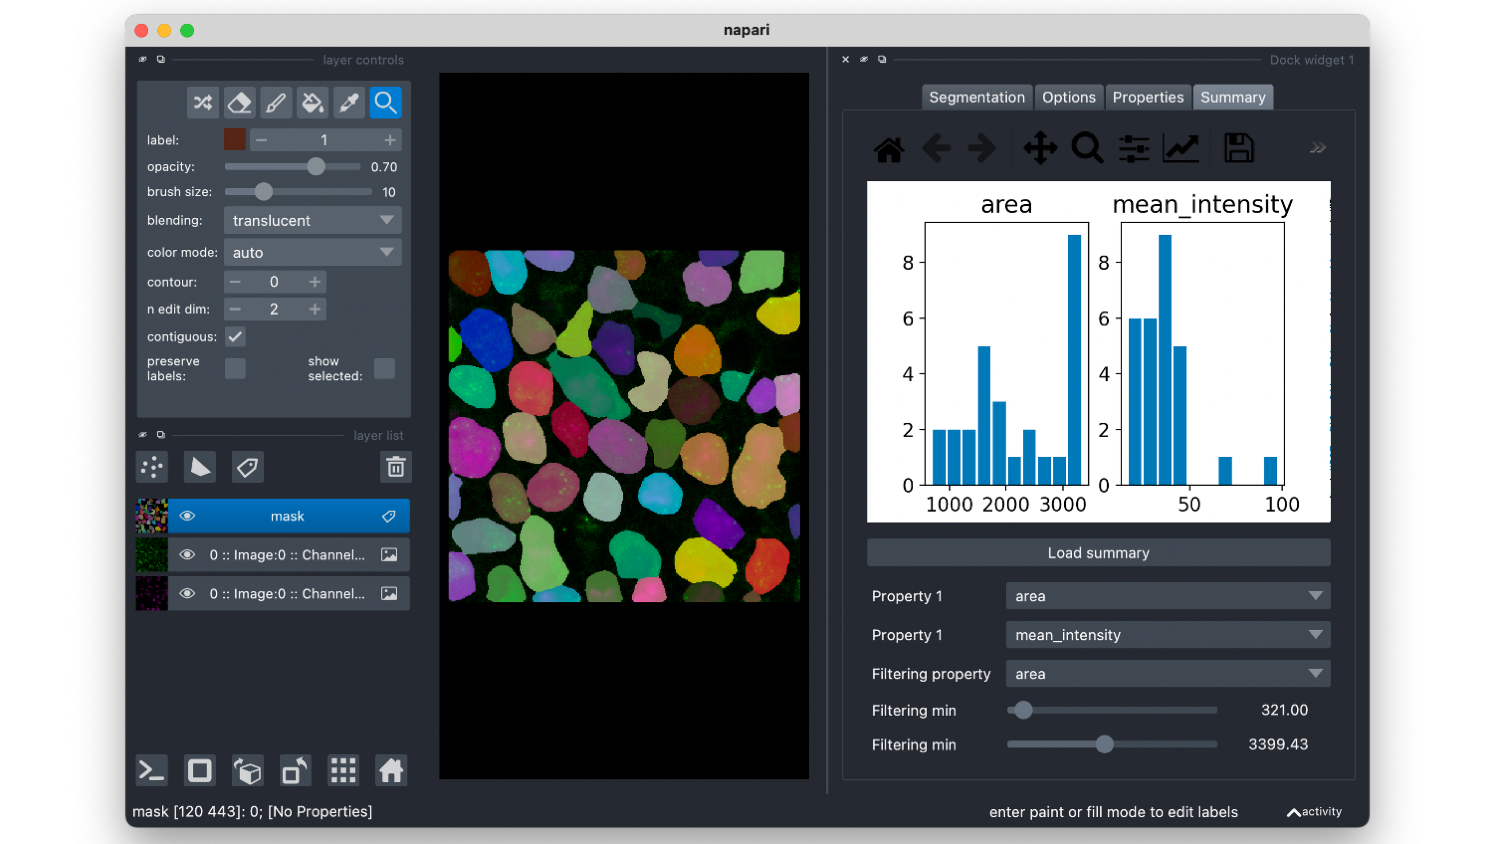 napari
layer controls
Dock widget 1
Segmentation Options Properties Summary
label: 1
opacity: 0.70
brush size: 10
blending: translucent
color mode: auto
contour: 0
n edit dim: 2
contiguous:
preserve labels:
show selected:
layer list
mask
0 :: Image:0 :: Channel...
0 :: Image:0 :: Channel...
area
8
6
4
2
0
1000 2000 3000
mean_intensity
8
6
4
2
0
50 100
Load summary
Property 1 area
Property 1 mean_intensity
Filtering property area
Filtering min 321.00
Filtering min 3399.43
mask [120 443]: 0; [No Properties]
enter paint or fill mode to edit labels
activity